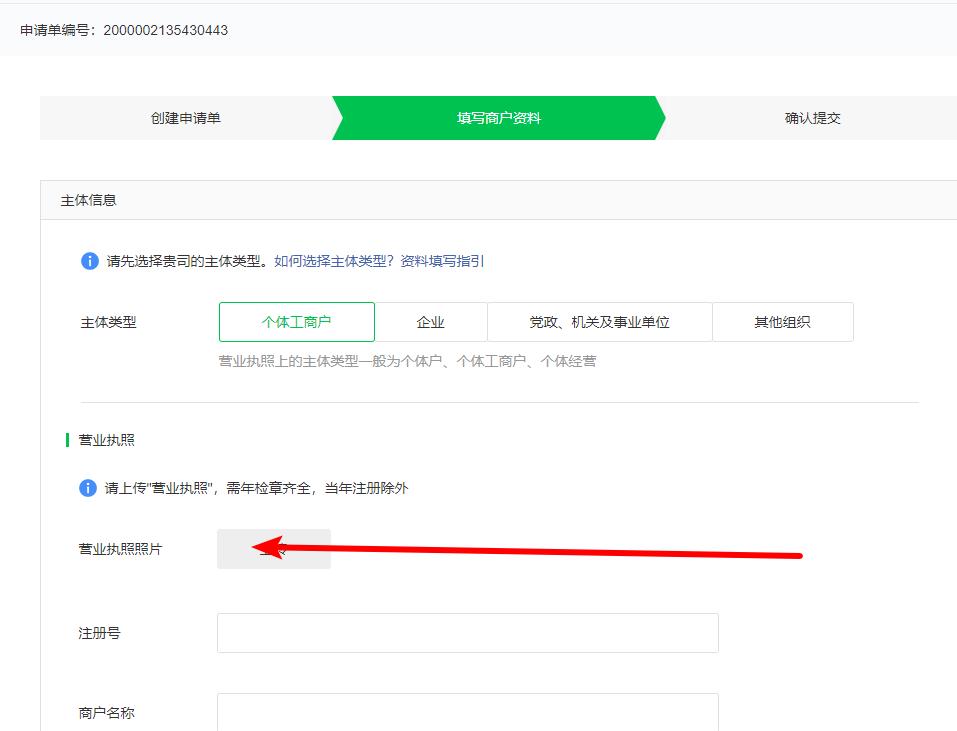 申请单编号：2000002135430443
创建申请单 填写商户资料 确认提交
主体信息
请先选择贵司的主体类型。如何选择主体类型？资料填写指引
主体类型 个体工商户 企业 党政、机关及事业单位 其他组织
营业执照上的主体类型一般为个体户、个体工商户、个体经营
营业执照
请上传"营业执照"，需年检章齐全，当年注册除外
营业执照照片
注册号
商户名称